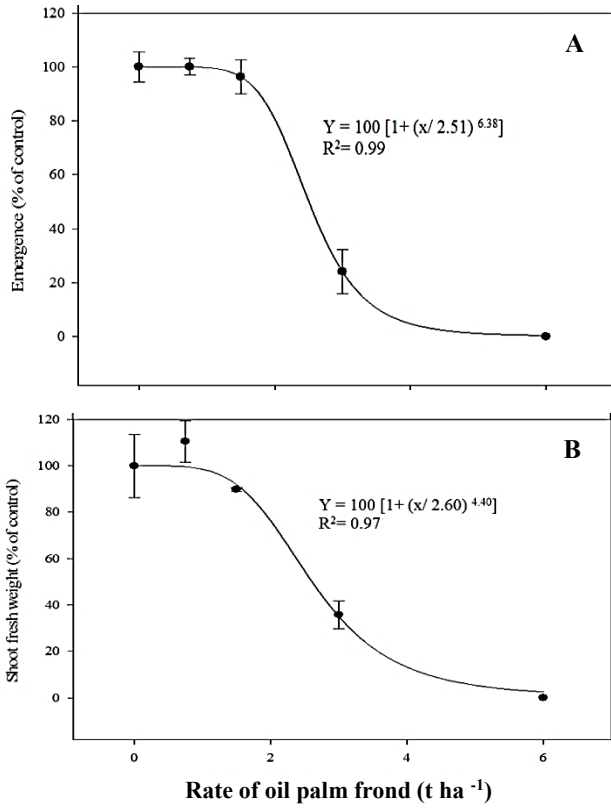 120
A
100
80
60
40
20
0
Emergence (% of control)
Y = 100 [1+ (x/ 2.51) ^6.38]
R²= 0.99
120
B
100
80
60
40
20
0
Shoot fresh weight (% of control)
Y = 100 [1+ (x/ 2.60) ^4.40]
R²= 0.97
0 2 4 6
Rate of oil palm frond (t ha ⁻¹)